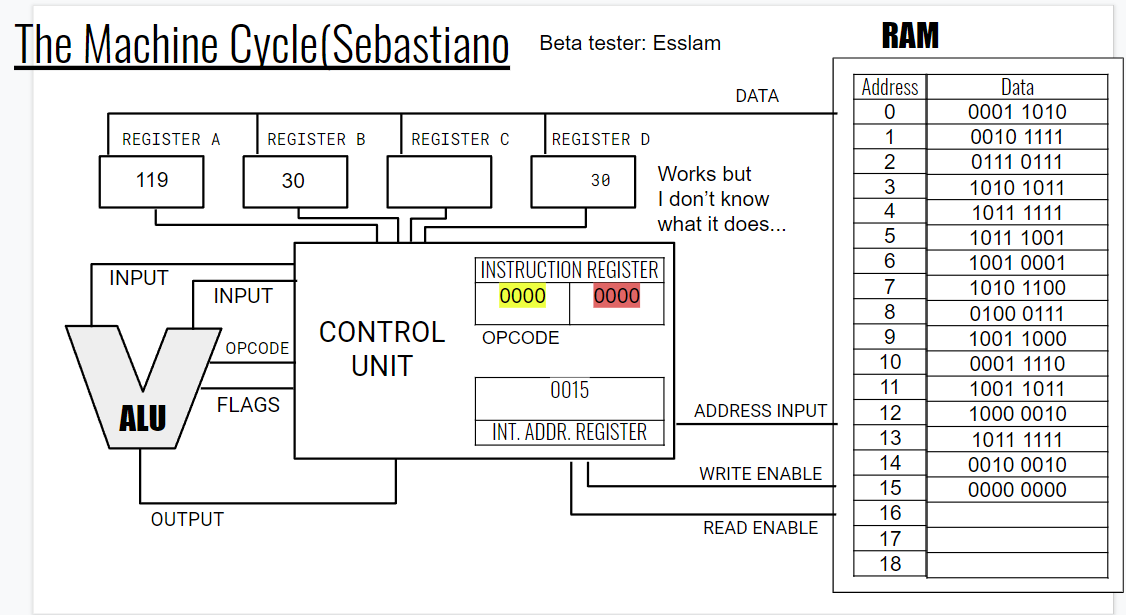 The Machine Cycle(Sebastiano
Beta tester: Esslam
RAM
DATA
REGISTER A
REGISTER B
REGISTER C
REGISTER D
119
30
30
Works but
I don't know
what it does...
INPUT
INPUT
OPCODE
FLAGS
ALU
OUTPUT
CONTROL
UNIT
INSTRUCTION REGISTER
0000 0000
OPCODE
0015
INT. ADDR. REGISTER
ADDRESS INPUT
WRITE ENABLE
READ ENABLE
Address Data
0 0001 1010
1 0010 1111
2 0111 0111
3 1010 1011
4 1011 1111
5 1011 1001
6 1001 0001
7 1010 1100
8 0100 0111
9 1001 1000
10 0001 1110
11 1001 1011
12 1000 0010
13 1011 1111
14 0010 0010
15 0000 0000
16
17
18